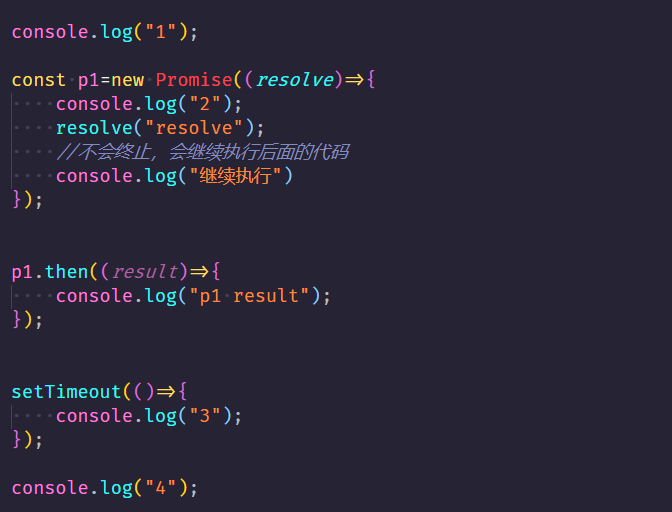 console.log("1");
const p1=new Promise((resolve)=>{
console.log("2");
resolve("resolve");
//不会终止，会继续执行后面的代码
console.log("继续执行")
});
p1.then((result)=>{
console.log("p1 result");
});
setTimeout(()=>{
console.log("3");
});
console.log("4");